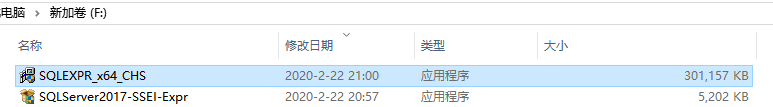 电脑 › 新加卷 (F:)
名称 修改日期 类型 大小
SQLEXPR_x64_CHS 2020-2-22 21:00 应用程序 301,157 KB
SQLServer2017-SSEI-Expr 2020-2-22 20:57 应用程序 5,202 KB